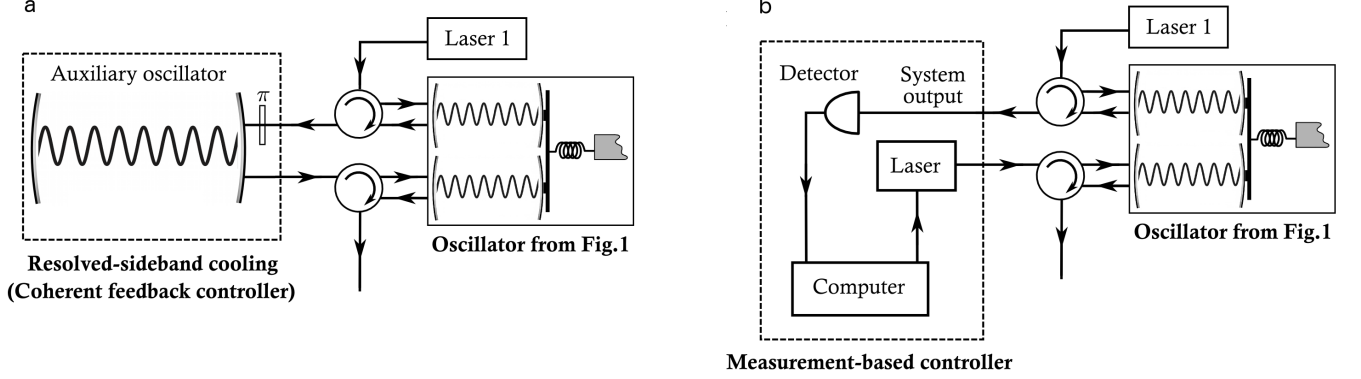 a
Laser 1
Auxiliary oscillator
π
Oscillator from Fig.1
Resolved-sideband cooling
(Coherent feedback controller)
b
Laser 1
Detector
System
output
Laser
Computer
Oscillator from Fig.1
Measurement-based controller